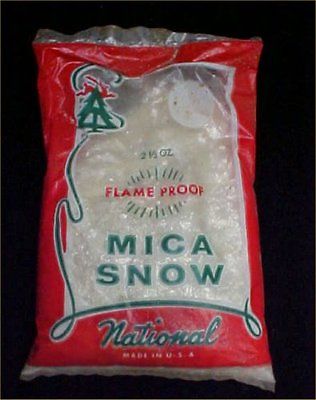 2 ½ OZ
FLAME PROOF
MICA
SNOW
National
MADE IN U.S.A